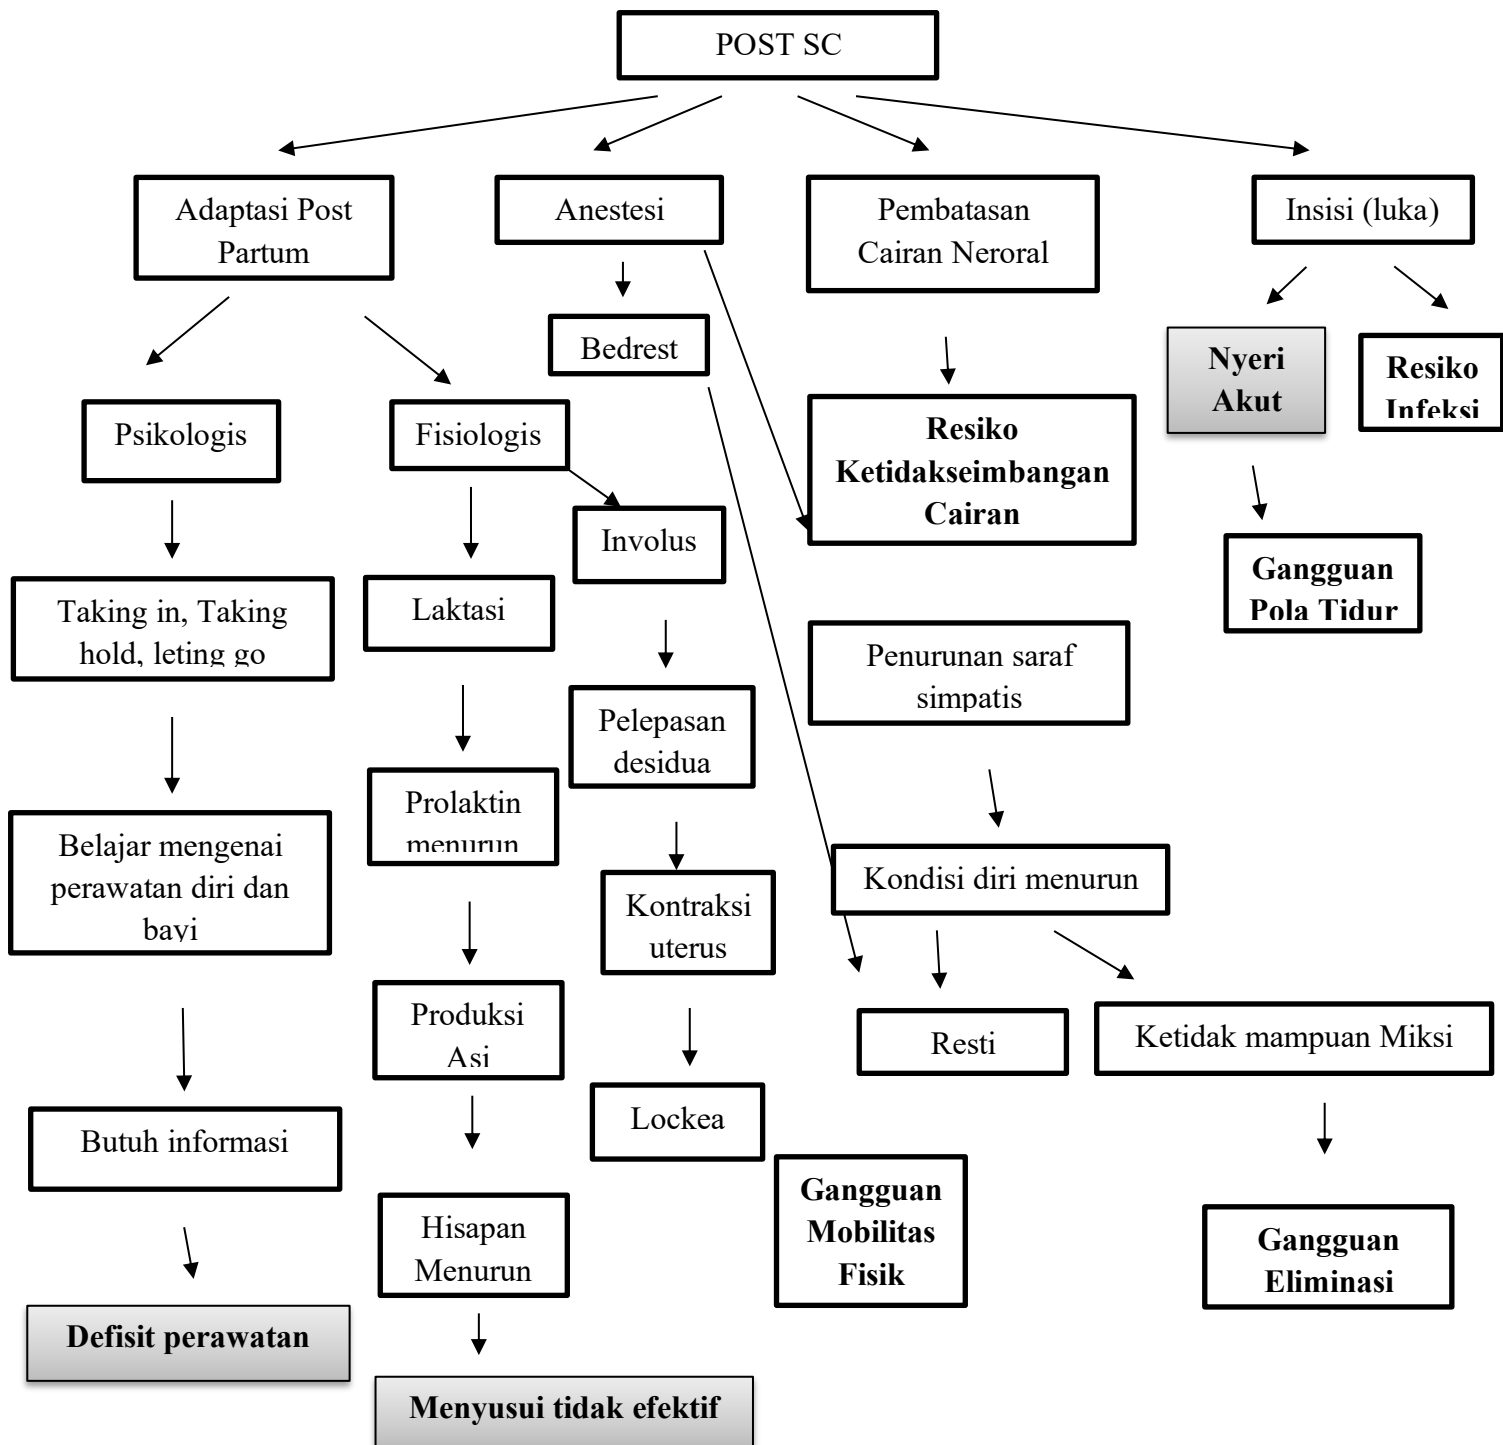 POST SC
Adaptasi Post
Partum
Anestesi
Pembatasan
Cairan Neroral
Insisi (luka)
Bedrest
Nyeri
Akut
Resiko
Infeksi
Psikologis
Fisiologis
Resiko
Ketidakseimbangan
Cairan
Involus
Gangguan
Pola Tidur
Taking in, Taking
hold, leting go
Laktasi
Penurunan saraf
simpatis
Pelepasan
desidua
Prolaktin
menurun
Belajar mengenai
perawatan diri dan
bayi
Kondisi diri menurun
Kontraksi
uterus
Produksi
Asi
Resti
Ketidak mampuan Miksi
Lockea
Butuh informasi
Gangguan
Mobilitas
Fisik
Hisapan
Menurun
Gangguan
Eliminasi
Defisit perawatan
Menyusui tidak efektif